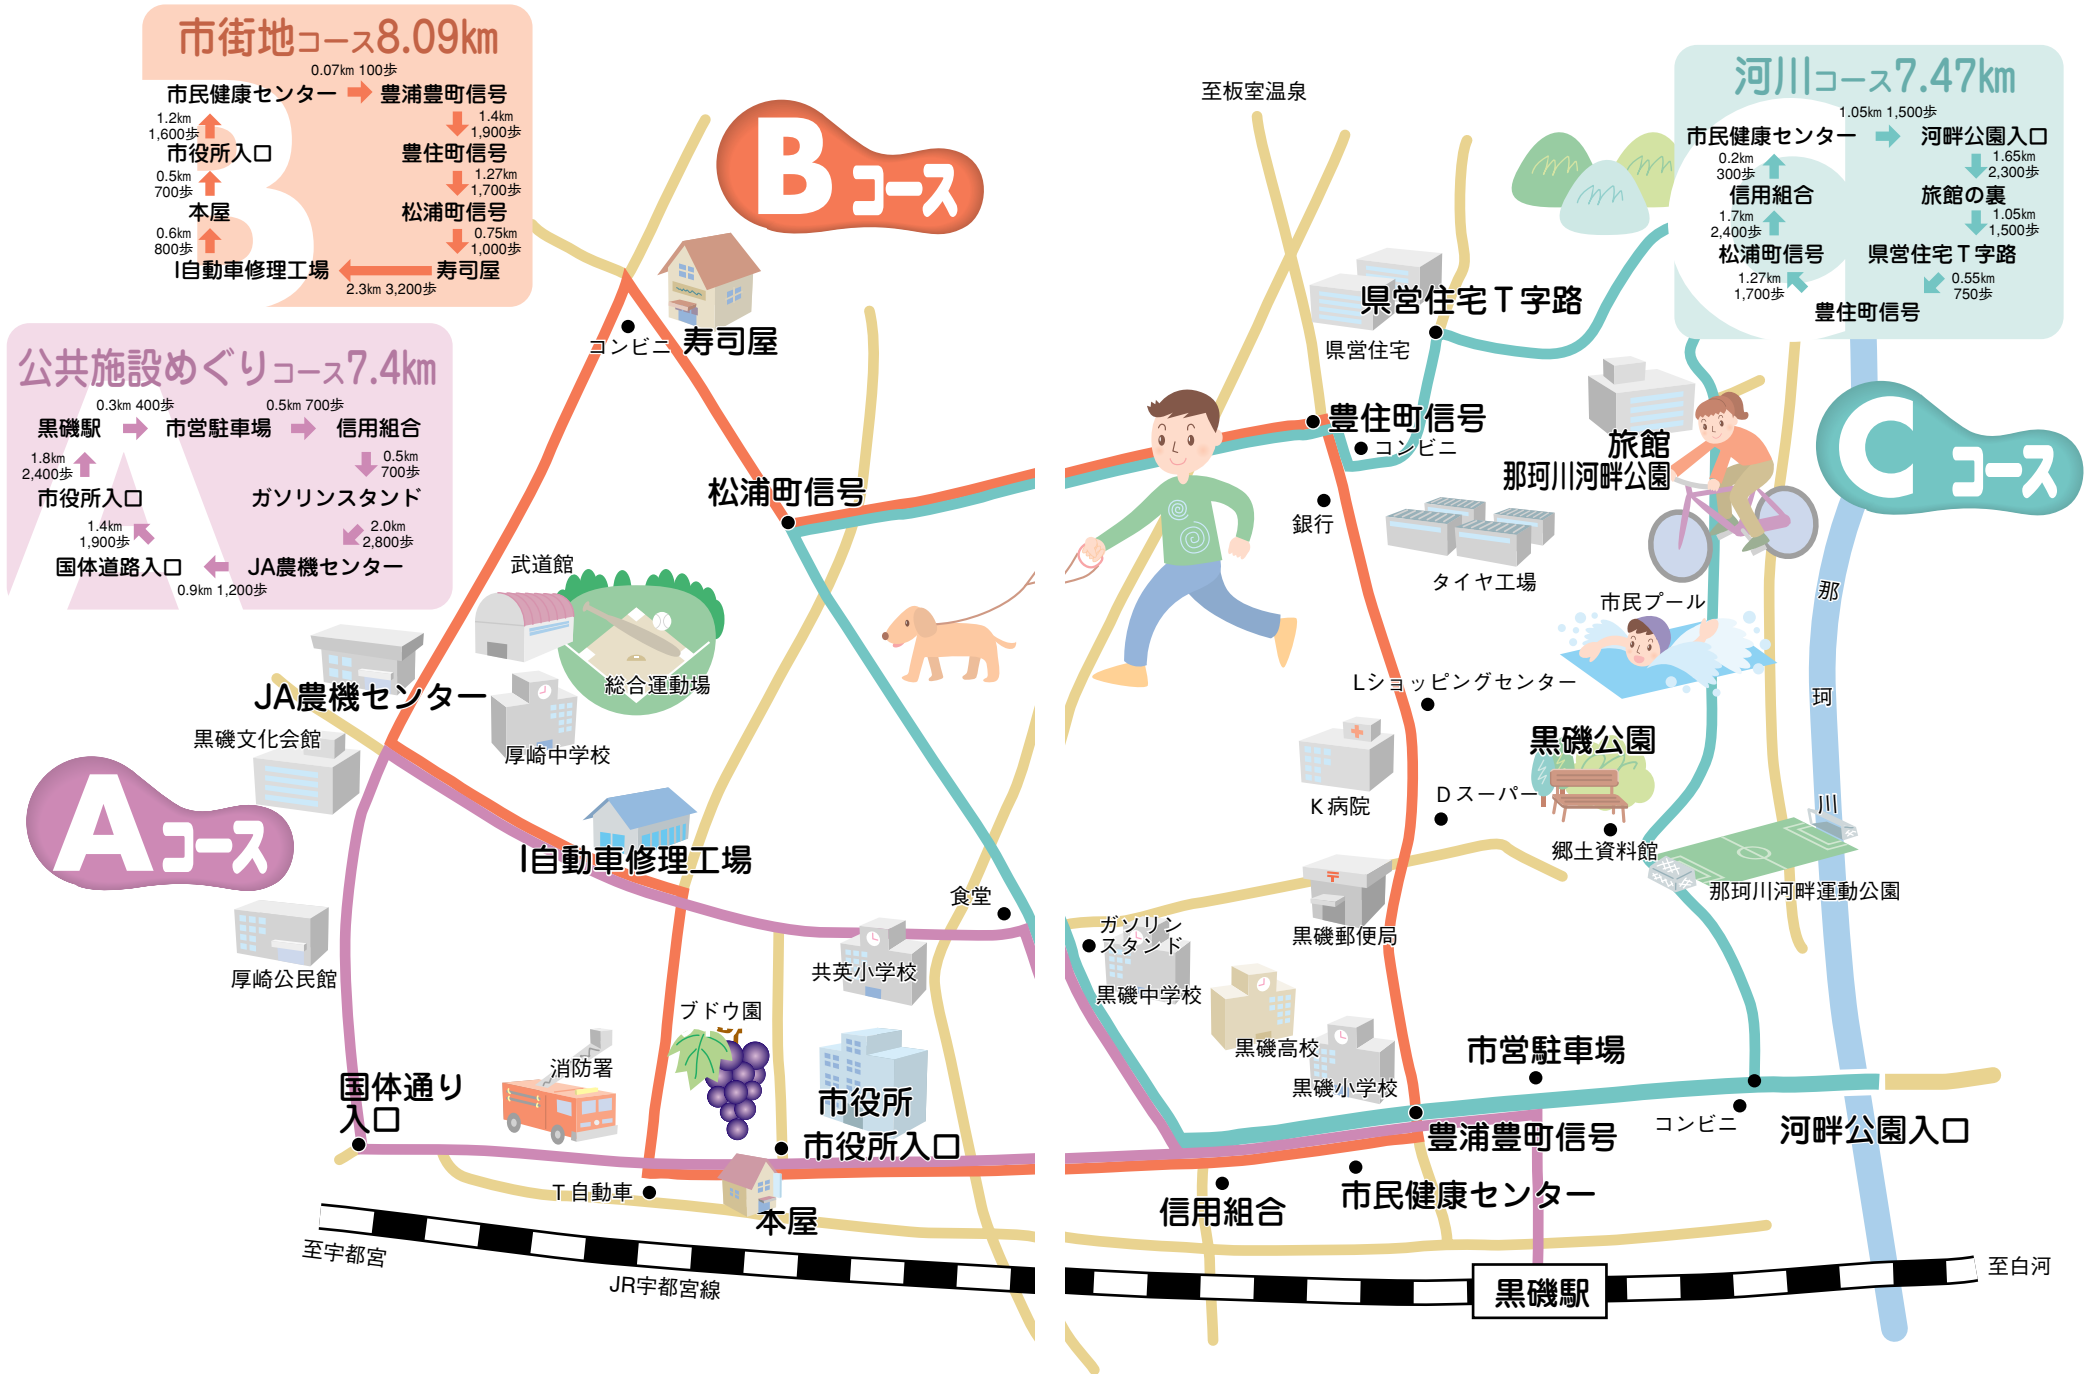 市街地コース8.09km
0.07km 100歩
市民健康センター
豊浦豊町信号
1.2km
1,600歩
1.4km
1,900歩
市役所入口
豊住町信号
0.5km
700歩
1.27km
1,700歩
本屋
松浦町信号
0.6km
800歩
0.75km
1,000歩
I自動車修理工場
寿司屋
2.3km 3,200歩
B
公共施設めぐりコース7.4km
0.3km 400歩
0.5km 700歩
黒磯駅
市営駐車場
信用組合
1.8km
2,400歩
0.5km
700歩
市役所入口
ガソリンスタンド
1.4km
1,900歩
2.0km
2,800歩
国体道路入口
JA農機センター
0.9km 1,200歩
A
河川コース7.47km
1.05km 1,500歩
市民健康センター
河畔公園入口
0.2km
300歩
1.65km
2,300歩
信用組合
旅館の裏
1.7km
2,400歩
1.05km
1,500歩
松浦町信号
県営住宅T字路
1.27km
1,700歩
0.55km
750歩
豊住町信号
C
Bコース
至板室温泉
コンビニ
寿司屋
県営住宅T字路
県営住宅
豊住町信号
コンビニ
旅館
那珂川河畔公園
Cコース
松浦町信号
銀行
武道館
タイヤ工場
那
珂
川
市民プール
総合運動場
JA農機センター
Lショッピングセンター
黒磯文化会館
厚崎中学校
黒磯公園
Aコース
K病院
Dスーパー
I自動車修理工場
郷土資料館
那珂川河畔運動公園
食堂
ガソリン
スタンド
黒磯郵便局
厚崎公民館
共英小学校
黒磯中学校
ブドウ園
黒磯高校
市営駐車場
消防署
国体通り
入口
黒磯小学校
市役所
市役所入口
豊浦豊町信号
コンビニ
河畔公園入口
T自動車
本屋
信用組合
市民健康センター
至宇都宮
JR宇都宮線
黒磯駅
至白河